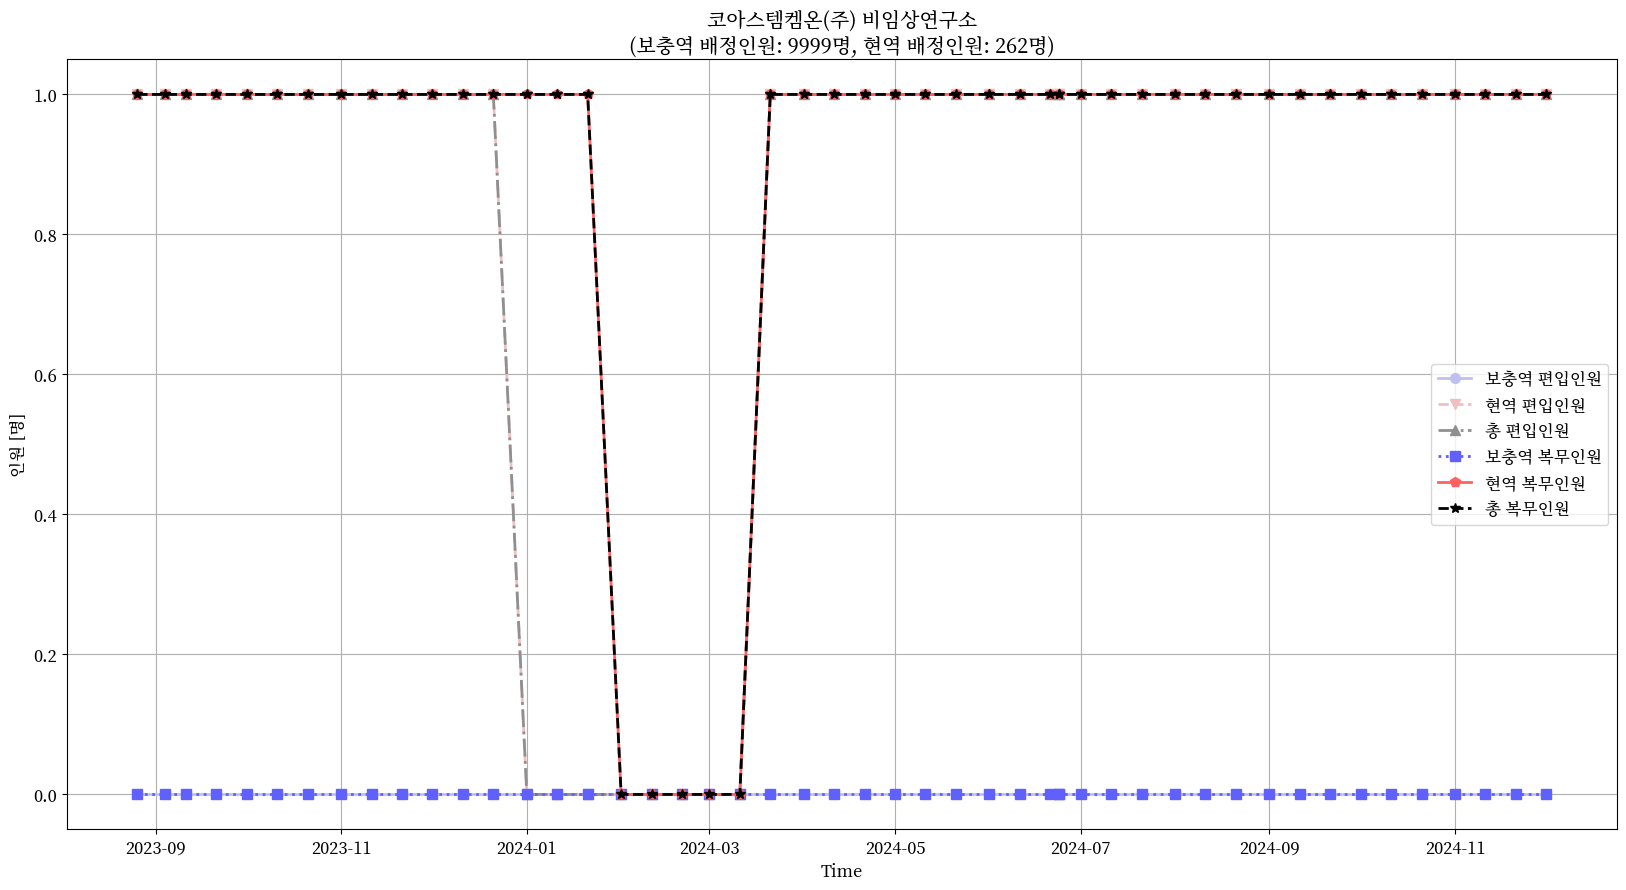 코아스템켐온(주) 비임상연구소
(보충역 배정인원: 9999명, 현역 배정인원: 262명)
인원 [명]
1.0
0.8
0.6
0.4
0.2
0.0
보충역 편입인원
현역 편입인원
총 편입인원
보충역 복무인원
현역 복무인원
총 복무인원
2023-09 2023-11 2024-01 2024-03 2024-05 2024-07 2024-09 2024-11
Time